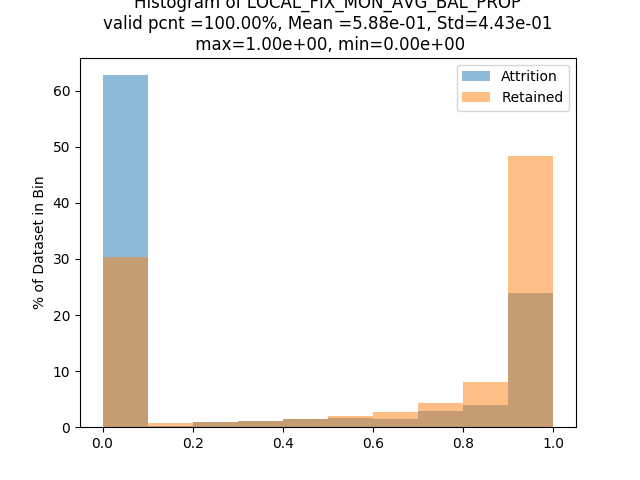 Histogram of LOCAL_FIX_MON_AVG_BAL_PROP
valid pcnt =100.00%, Mean =5.88e-01, Std=4.43e-01
max=1.00e+00, min=0.00e+00
Attrition
Retained
% of Dataset in Bin
60
50
40
30
20
10
0
0.0 0.2 0.4 0.6 0.8 1.0